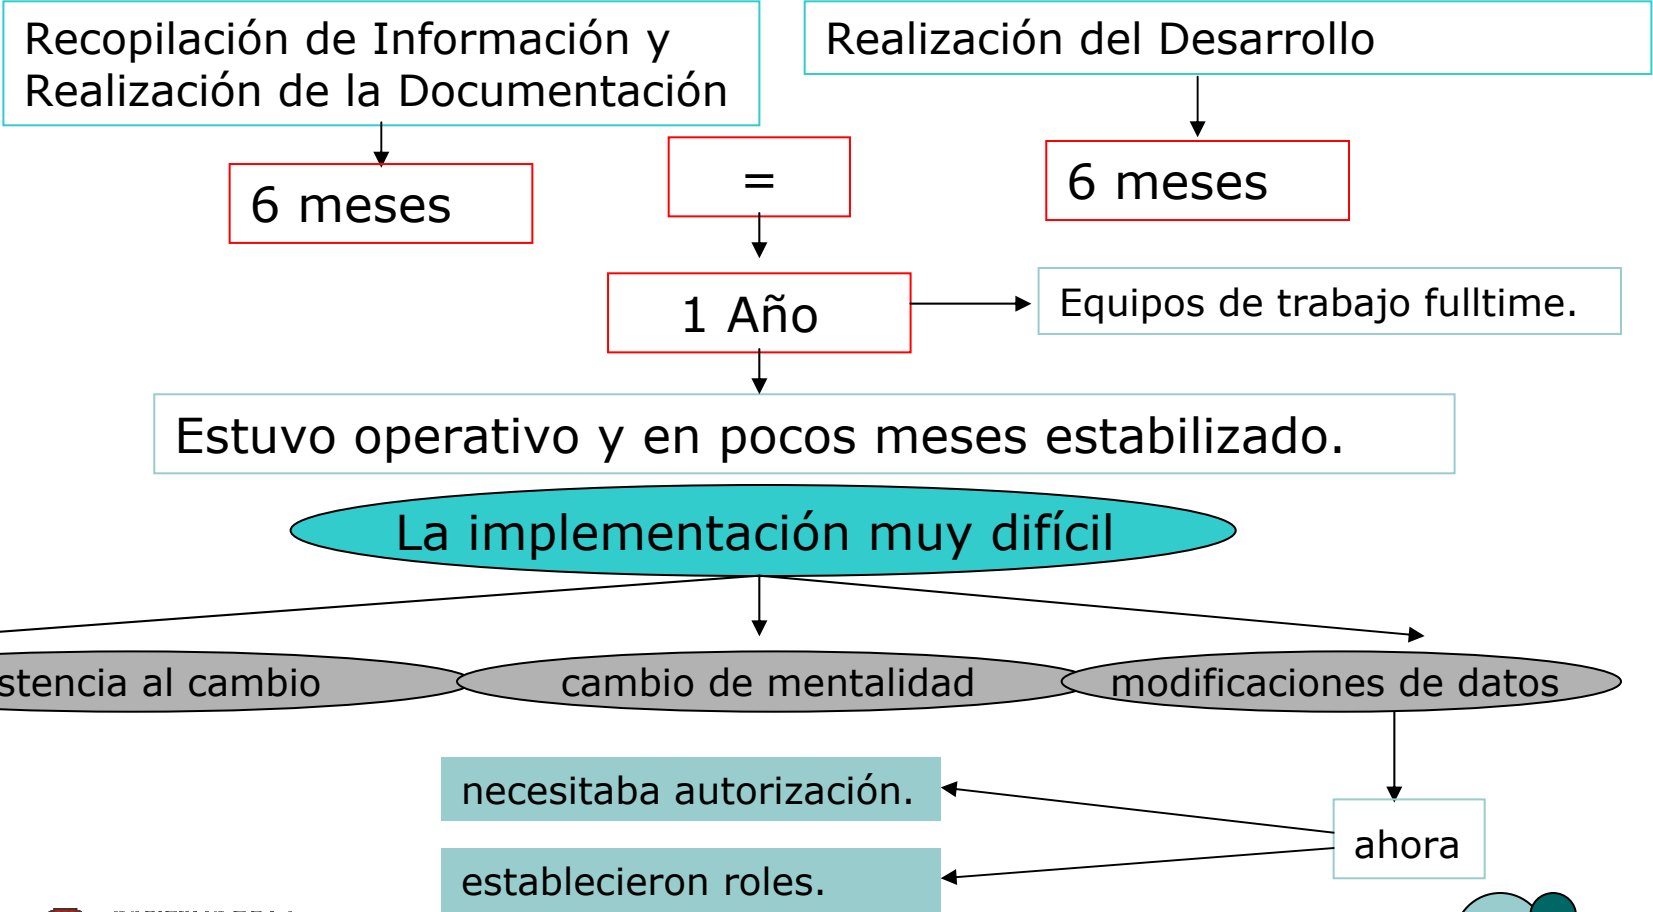 Recopilación de Información y
Realización de la Documentación
Realización del Desarrollo
6 meses
=
6 meses
1 Año
Equipos de trabajo fulltime.
Estuvo operativo y en pocos meses estabilizado.
La implementación muy difícil
al cambio
cambio de mentalidad
modificaciones de datos
necesitaba autorización.
ahora
establecieron roles.